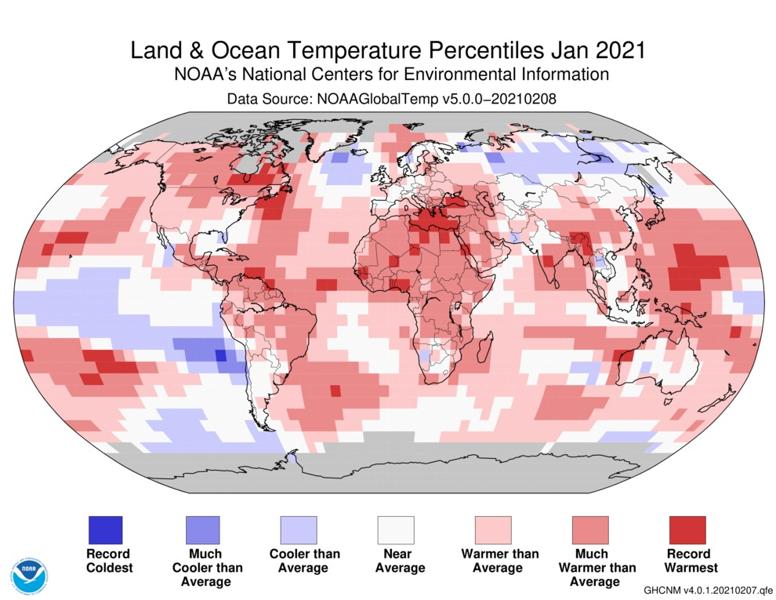 Land & Ocean Temperature Percentiles Jan 2021
NOAA's National Centers for Environmental Information
Data Source: NOAAGlobalTemp v5.0.0−20210208
Record
Coldest
Much
Cooler than
Average
Cooler than
Average
Near
Average
Warmer than
Average
Much
Warmer than
Average
Record
Warmest
NOAA
GHCNM v4.0.1.20210207.qfe